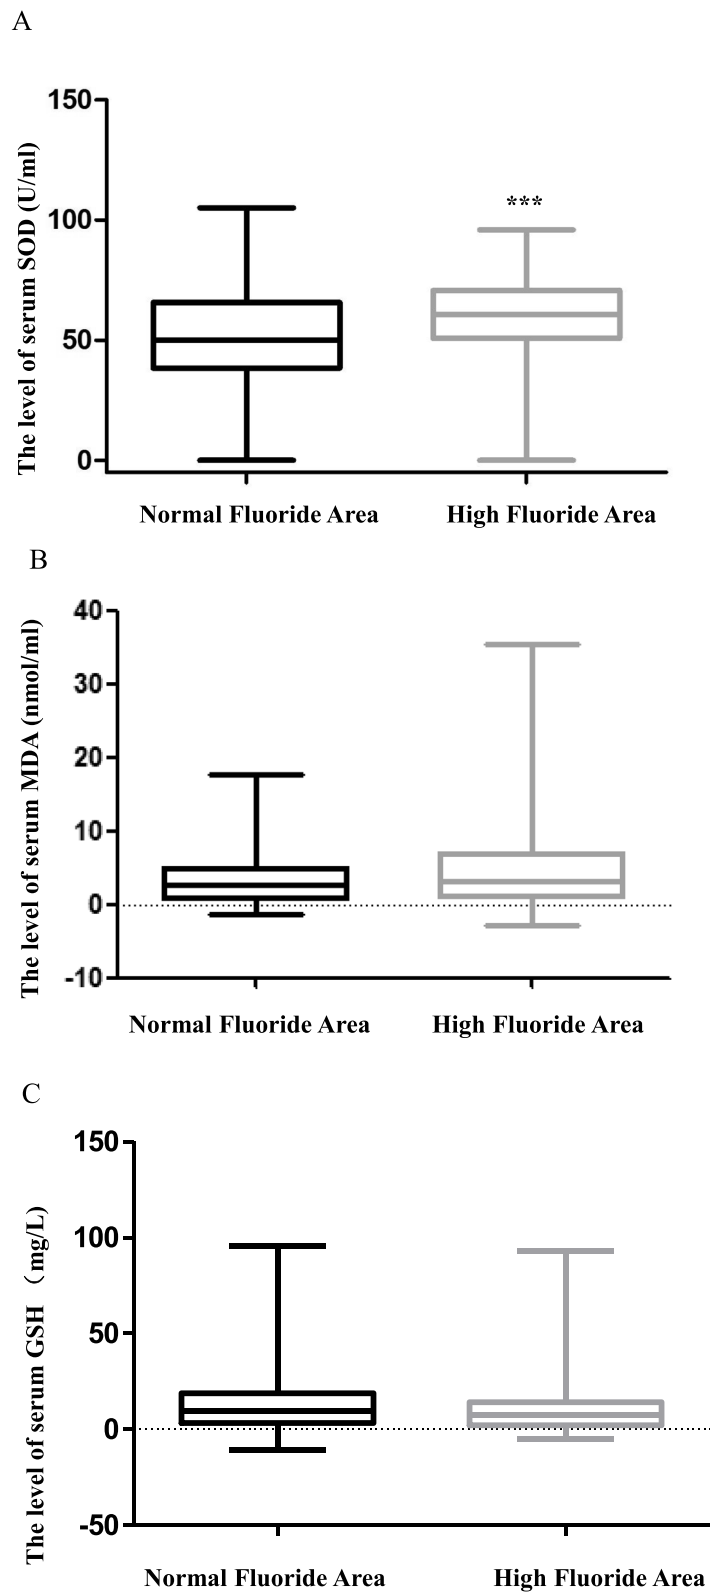 A
The level of serum SOD (U/ml)
150
100
50
0
***
Normal Fluoride Area
High Fluoride Area
B
The level of serum MDA (nmol/ml)
40
30
20
10
0
-10
Normal Fluoride Area
High Fluoride Area
C
The level of serum GSH （mg/L)
150
100
50
0
-50
Normal Fluoride Area
High Fluoride Area